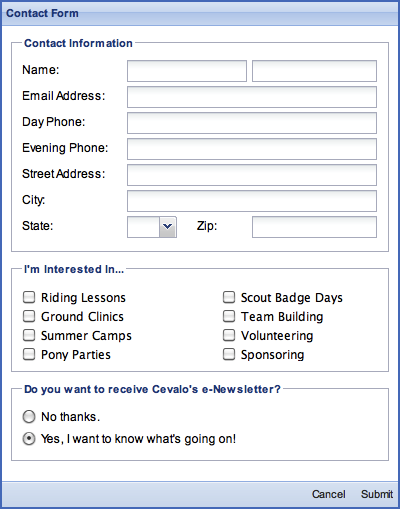 Contact Form
Contact Information
Name:
Email Address:
Day Phone:
Evening Phone:
Street Address:
City:
State: Zip:
I'm Interested In...
Riding Lessons Scout Badge Days
Ground Clinics Team Building
Summer Camps Volunteering
Pony Parties Sponsoring
Do you want to receive Cevalo's e-Newsletter?
No thanks.
Yes, I want to know what's going on!
Cancel Submit